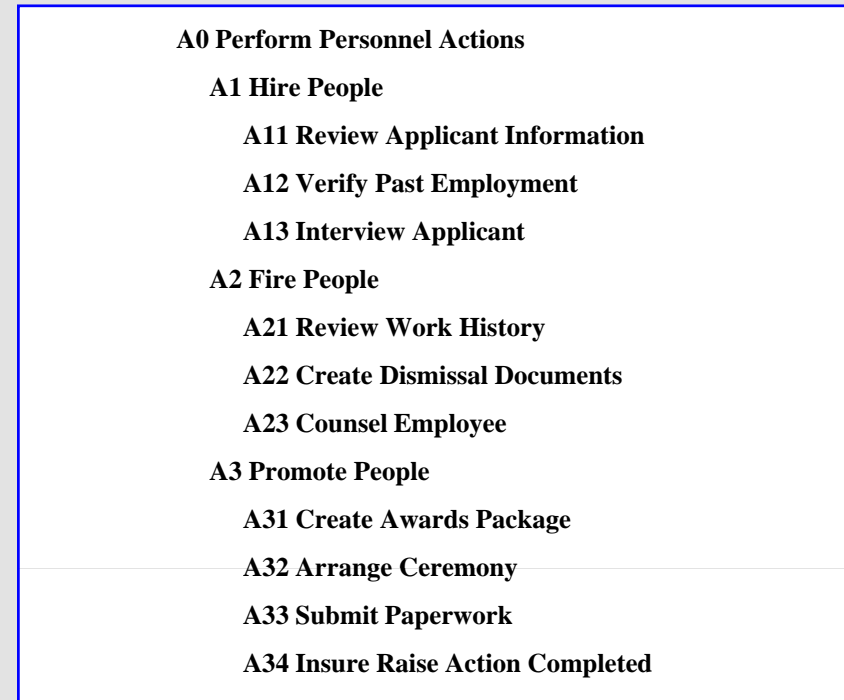 A0 Perform Personnel Actions
A1 Hire People
A11 Review Applicant Information
A12 Verify Past Employment
A13 Interview Applicant
A2 Fire People
A21 Review Work History
A22 Create Dismissal Documents
A23 Counsel Employee
A3 Promote People
A31 Create Awards Package
A32 Arrange Ceremony
A33 Submit Paperwork
A34 Insure Raise Action Completed